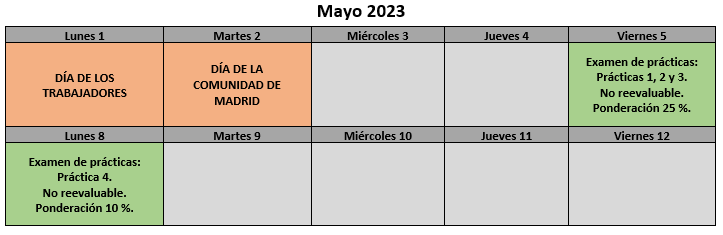 Mayo 2023
Lunes 1
Martes 2
Miércoles 3
Jueves 4
Viernes 5
DÍA DE LOS
TRABAJADORES
DÍA DE LA
COMUNIDAD DE
MADRID
Examen de prácticas:
Prácticas 1, 2 y 3.
No reevaluable.
Ponderación 25 %.
Lunes 8
Martes 9
Miércoles 10
Jueves 11
Viernes 12
Examen de prácticas:
Práctica 4.
No reevaluable.
Ponderación 10 %.